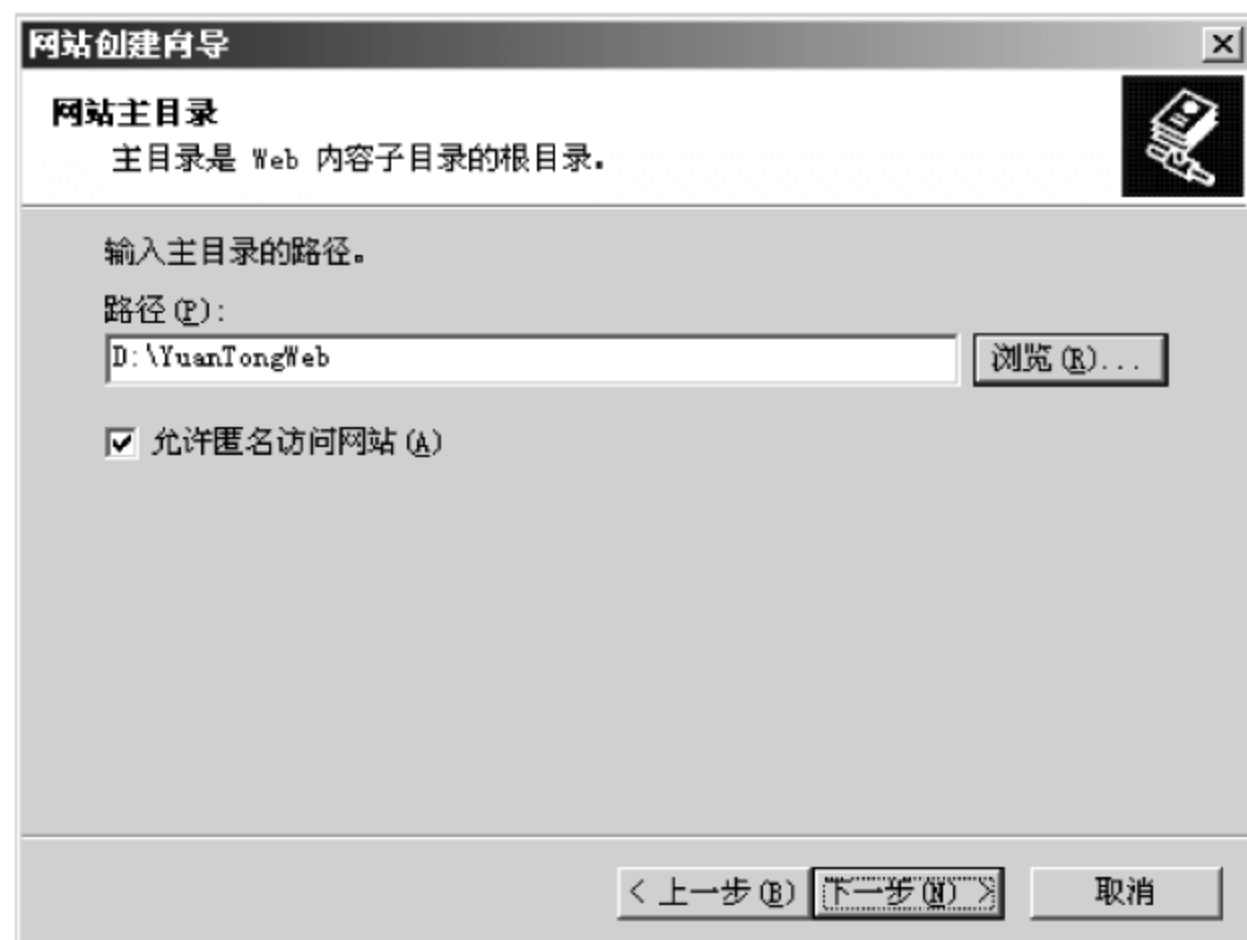 网站创建向导
网站主目录
主目录是 Web 内容子目录的根目录。
输入主目录的路径。
路径(P):
D:\YuanTongWeb
浏览(R)...
允许匿名访问网站(A)
< 上一步(B) 下一步(N) > 取消